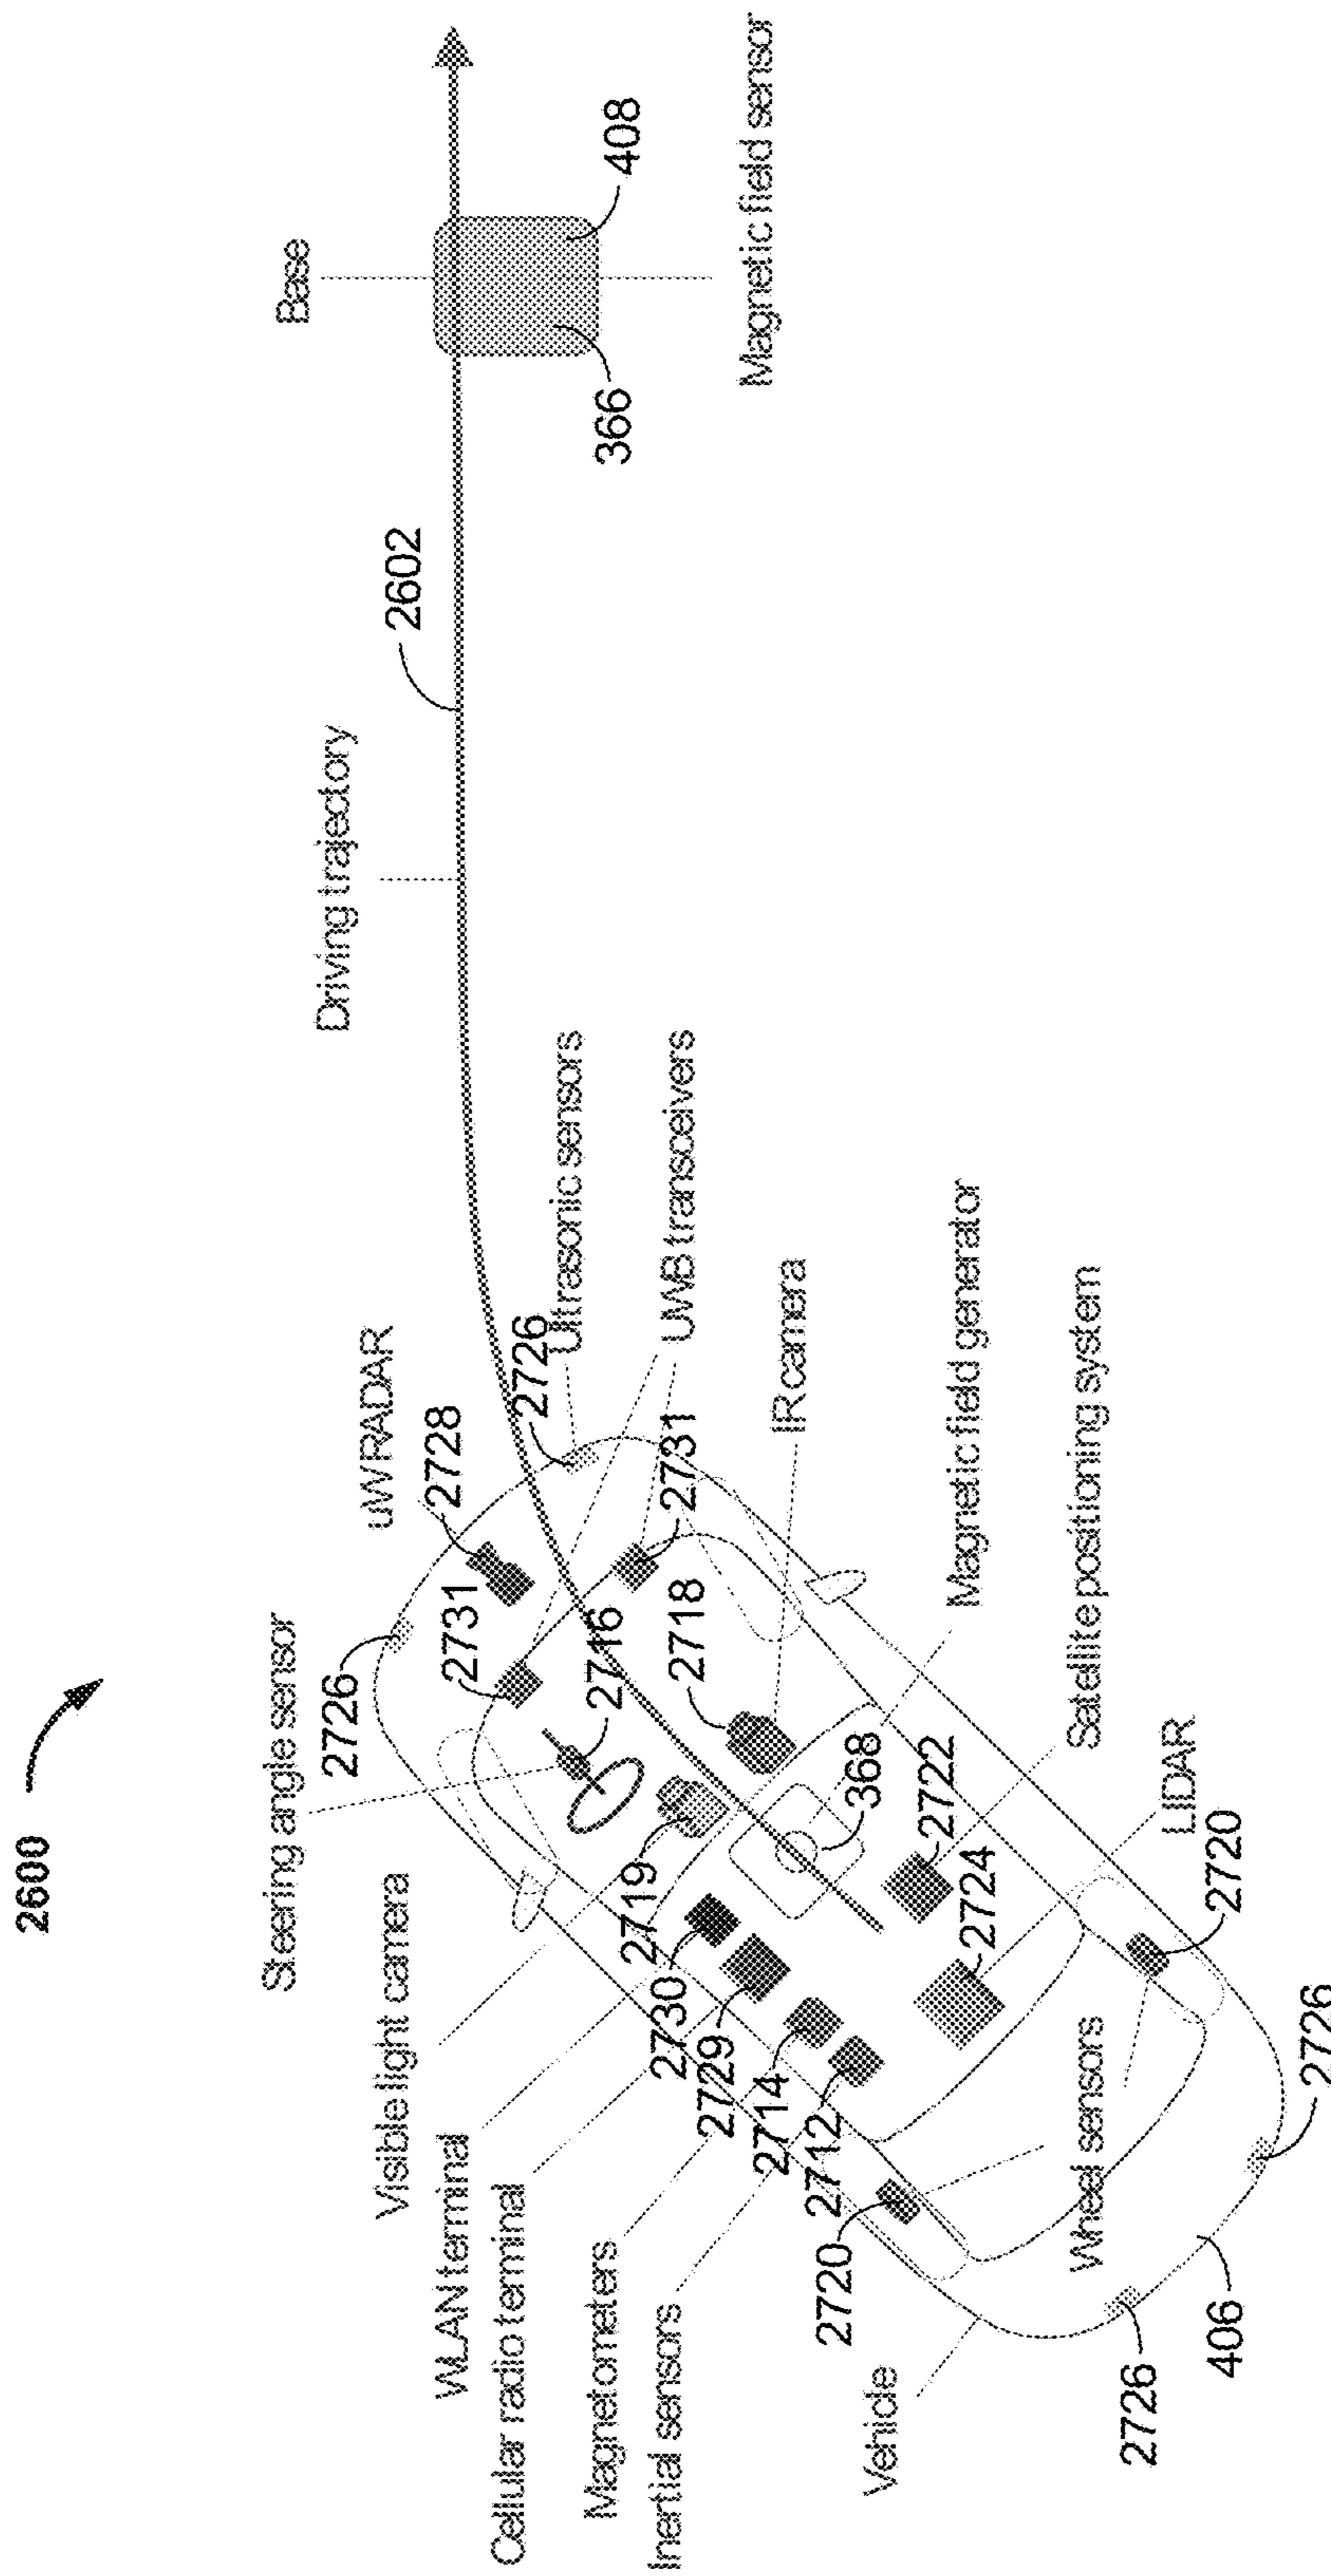 2600
Steering angle sensor
Visible light camera
WLAN terminal
Cellular radio terminal
Magnetometers
Inertial sensors
Vehicle
uWRADAR
Ultrasonic sensors
UWB transceivers
IR camera
Magnetic field generator
Satellite positioning system
LIDAR
Wheel sensors
Driving trajectory
Base
Magnetic field sensor
2602
366
408
2726
2728
2726
2731
2731
2716
2718
2719
368
2730
2729
2714
2712
2722
2724
2720
2720
2726
2726
406